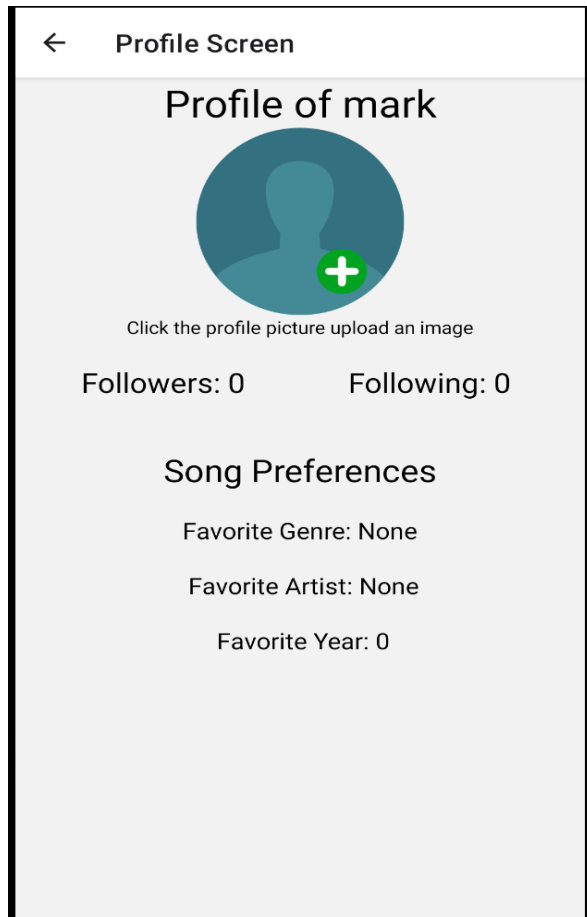 Profile Screen
Profile of mark
Click the profile picture upload an image
Followers: 0 Following: 0
Song Preferences
Favorite Genre: None
Favorite Artist: None
Favorite Year: 0